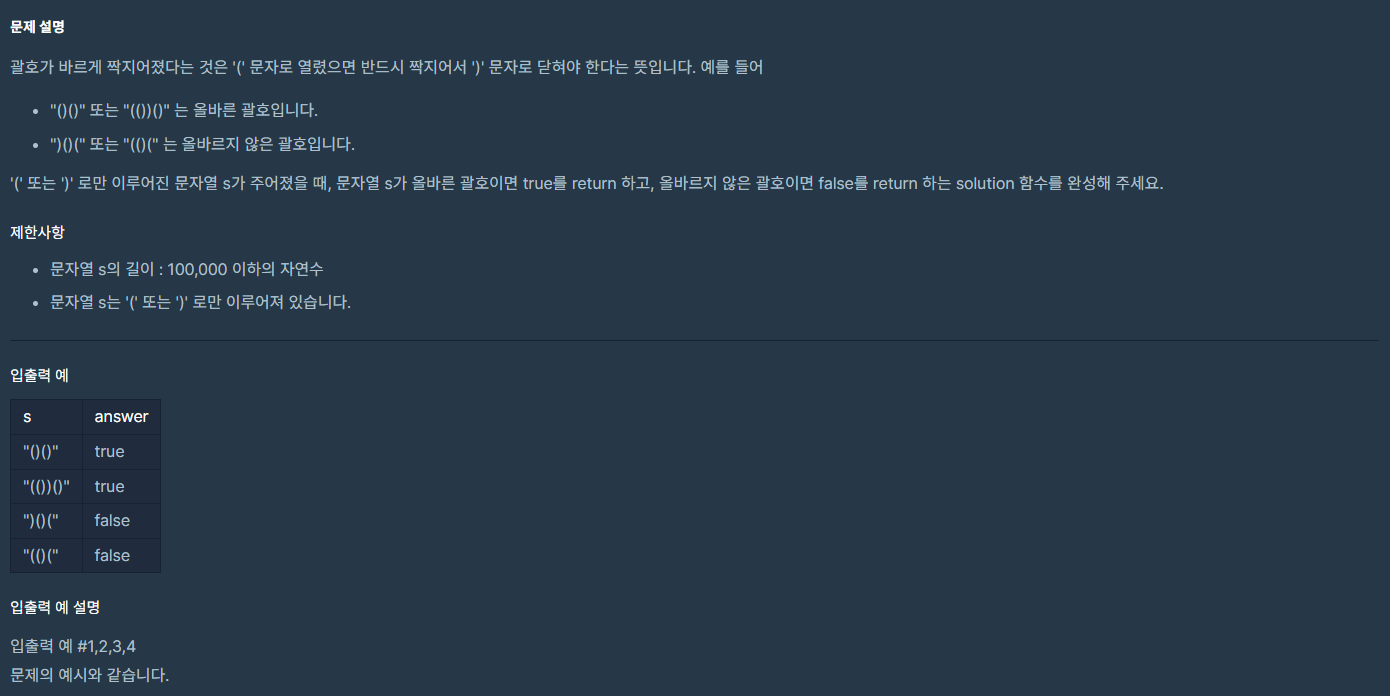 문제 설명
괄호가 바르게 짝지어졌다는 것은 '(' 문자로 열렸으면 반드시 짝지어서 ')' 문자로 닫혀야 한다는 뜻입니다. 예를 들어
• "()()" 또는 "(())()" 는 올바른 괄호입니다.
• ")()(" 또는 "(()(" 는 올바르지 않은 괄호입니다.
'(' 또는 ')' 로만 이루어진 문자열 s가 주어졌을 때, 문자열 s가 올바른 괄호이면 true를 return 하고, 올바르지 않은 괄호이면 false를 return 하는 solution 함수를 완성해 주세요.
제한사항
• 문자열 s의 길이 : 100,000 이하의 자연수
• 문자열 s는 '(' 또는 ')' 로만 이루어져 있습니다.
입출력 예
s answer
"()()" true
"(())()" true
")()(" false
"(()(" false
입출력 예 설명
입출력 예 #1,2,3,4
문제의 예시와 같습니다.